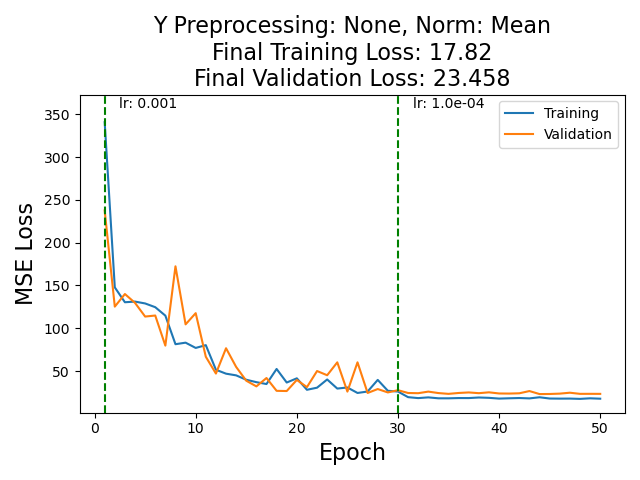 Y Preprocessing: None, Norm: Mean
Final Training Loss: 17.82
Final Validation Loss: 23.458
lr: 0.001
lr: 1.0e-04
Training
Validation
MSE Loss
350
300
250
200
150
100
50
0
10
20
30
40
50
Epoch